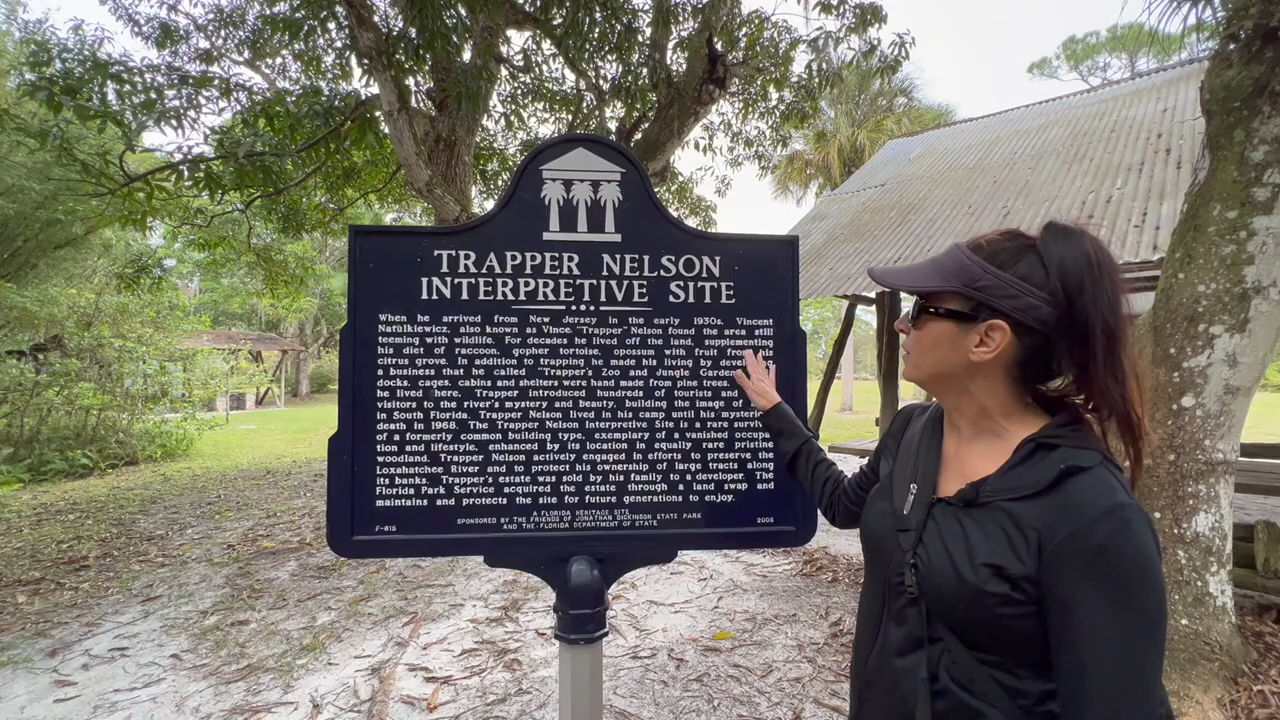 TRAPPER NELSON
INTERPRETIVE SITE
When he arrived from New Jersey in the early 1930s, Vincent
Natulkiewicz, also known as Vince "Trapper" Nelson found the area still
teeming with wildlife. For decades he lived off the land, supplementing
his diet of raccoon, gopher tortoise, opossum with fruit from his
citrus grove. In addition to trapping he made his living by
a business that he called "Trapper's Zoo and Jungle
docks, cages, cabins and shelters were hand made from pine trees.
he lived here, Trapper introduced hundreds of tourists and
visitors to the river's mystery and beauty, building the image of
in South Florida. Trapper Nelson lived in his camp until his
death in 1968. The Trapper Nelson Interpretive Site is a rare
of a formerly common building type, exemplary of a vanished occupa
tion and lifestyle, enhanced by its location in equally rare pristine
woodland. Trapper Nelson actively engaged in efforts to preserve the
Loxahatchee River and to protect his ownership of large tracts along
its banks. Trapper's estate was sold by his family to a developer. The
Florida Park Service acquired the estate through a land swap and
maintains and protects the site for future generations to enjoy.
A FLORIDA HERITAGE SITE
SPONSORED BY THE FRIENDS OF JONATHAN DICKINSON STATE PARK
AND THE FLORIDA DEPARTMENT OF STATE
F-615